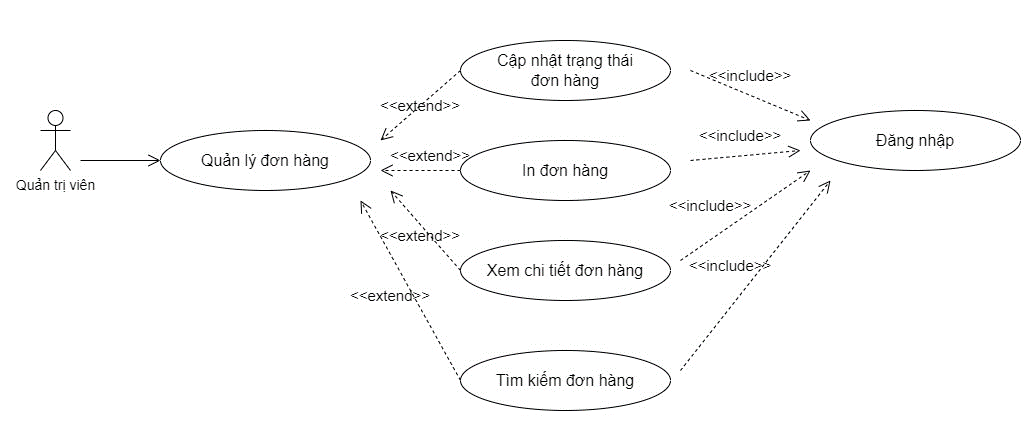 Cập nhật trạng thái
đơn hàng
<<include>>
<<extend>>
Quản trị viên
Quản lý đơn hàng
<<extend>>
In đơn hàng
<<include>>
Đăng nhập
<<extend>>
Xem chi tiết đơn hàng
<<include>>
<<include>>
<<extend>>
Tìm kiếm đơn hàng